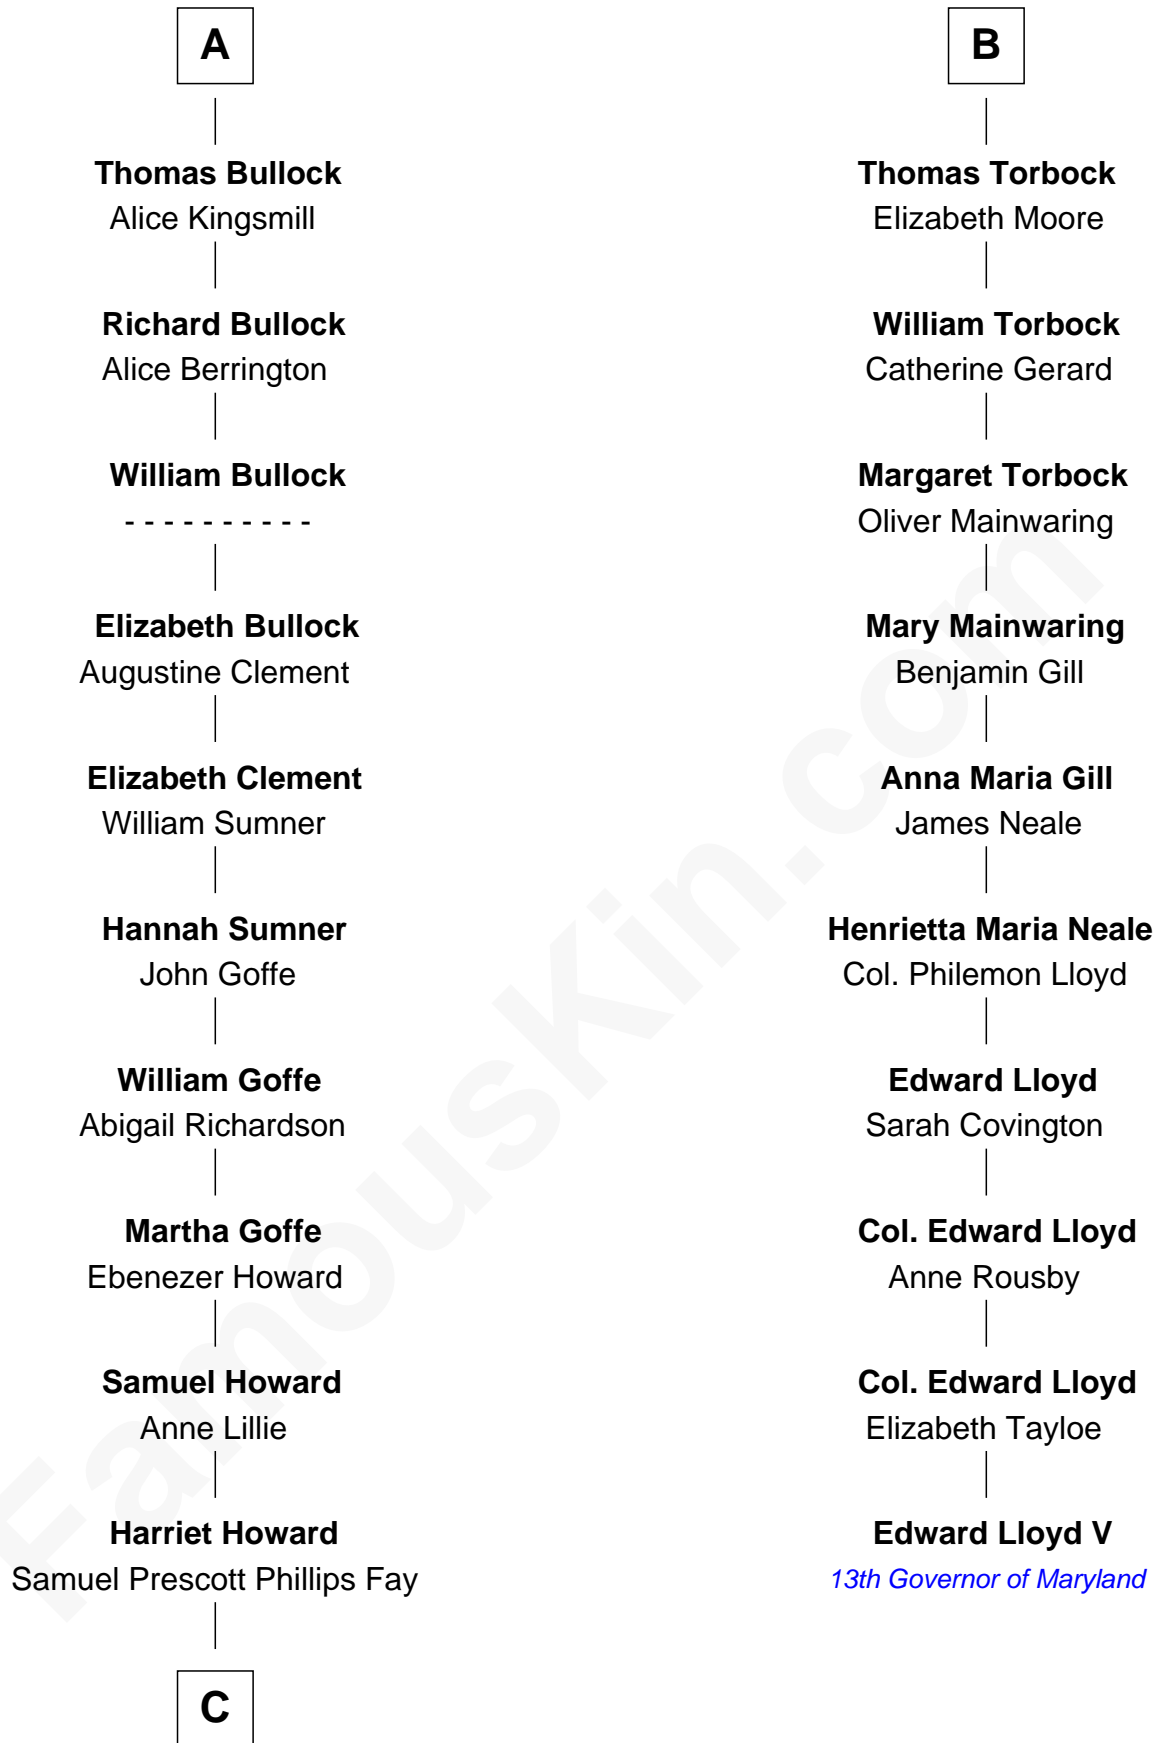 A
Thomas Bullock
Alice Kingsmill
Richard Bullock
Alice Berrington
William Bullock
- - - - - - - - - -
Elizabeth Bullock
Augustine Clement
Elizabeth Clement
William Sumner
Hannah Sumner
John Goffe
William Goffe
Abigail Richardson
Martha Goffe
Ebenezer Howard
Samuel Howard
Anne Lillie
Harriet Howard
Samuel Prescott Phillips Fay
C
B
Thomas Torbock
Elizabeth Moore
William Torbock
Catherine Gerard
Margaret Torbock
Oliver Mainwaring
Mary Mainwaring
Benjamin Gill
Anna Maria Gill
James Neale
Henrietta Maria Neale
Col. Philemon Lloyd
Edward Lloyd
Sarah Covington
Col. Edward Lloyd
Anne Rousby
Col. Edward Lloyd
Elizabeth Tayloe
Edward Lloyd V
13th Governor of Maryland
FamousKin.com